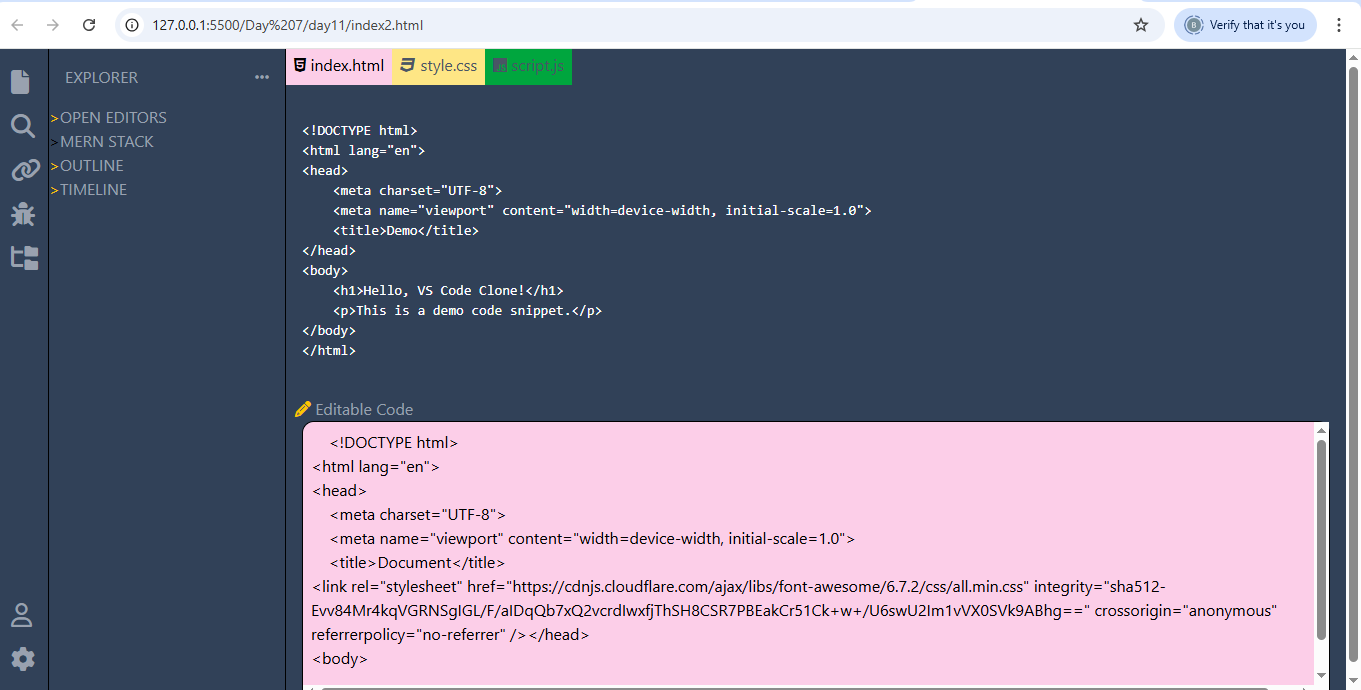 127.0.0.1:5500/Day%207/day11/index2.html
Verify that it's you
EXPLORER
>OPEN EDITORS
>MERN STACK
>OUTLINE
>TIMELINE
index.html
style.css
script.js
<!DOCTYPE html>
<html lang="en">
<head>
    <meta charset="UTF-8">
    <meta name="viewport" content="width=device-width, initial-scale=1.0">
    <title>Demo</title>
</head>
<body>
    <h1>Hello, VS Code Clone!</h1>
    <p>This is a demo code snippet.</p>
</body>
</html>
Editable Code
    <!DOCTYPE html>
<html lang="en">
<head>
    <meta charset="UTF-8">
    <meta name="viewport" content="width=device-width, initial-scale=1.0">
    <title>Document</title>
<link rel="stylesheet" href="https://cdnjs.cloudflare.com/ajax/libs/font-awesome/6.7.2/css/all.min.css" integrity="sha512-
Evv84Mr4kqVGRNSgIGL/F/aIDqQb7xQ2vcrdIwxfjThSH8CSR7PBEakCr51Ck+w+/U6swU2Im1vVX0SVk9ABhg==" crossorigin="anonymous"
referrerpolicy="no-referrer" /></head>
<body>